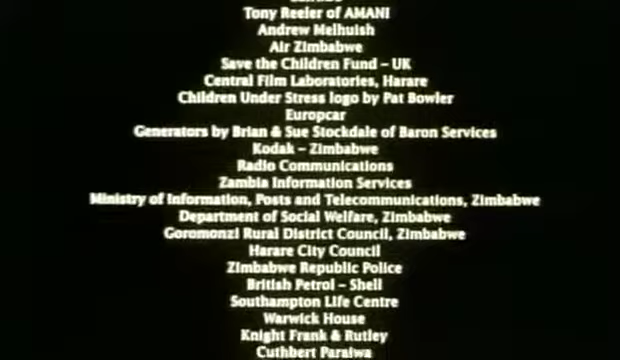 Tony Reeler of AMANI
Andrew Melhuish
Air Zimbabwe
Save the Children Fund – UK
Central Film Laboratories, Harare
Children Under Stress logo by Pat Bowler
Europcar
Generators by Brian & Sue Stockdale of Baron Services
Kodak – Zimbabwe
Radio Communications
Zambia Information Services
Ministry of Information, Posts and Telecommunications, Zimbabwe
Department of Social Welfare, Zimbabwe
Goromonzi Rural District Council, Zimbabwe
Harare City Council
Zimbabwe Republic Police
British Petrol – Shell
Southampton Life Centre
Warwick House
Knight Frank & Rutley
Cuthbert Paraiwa